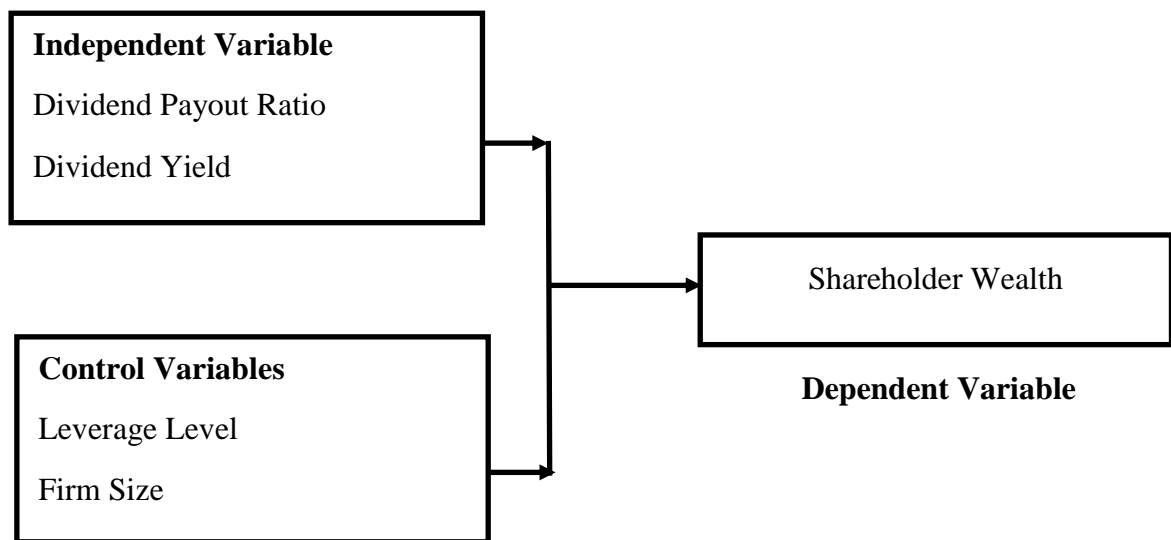 Independent Variable
Dividend Payout Ratio
Dividend Yield
Shareholder Wealth
Dependent Variable
Control Variables
Leverage Level
Firm Size